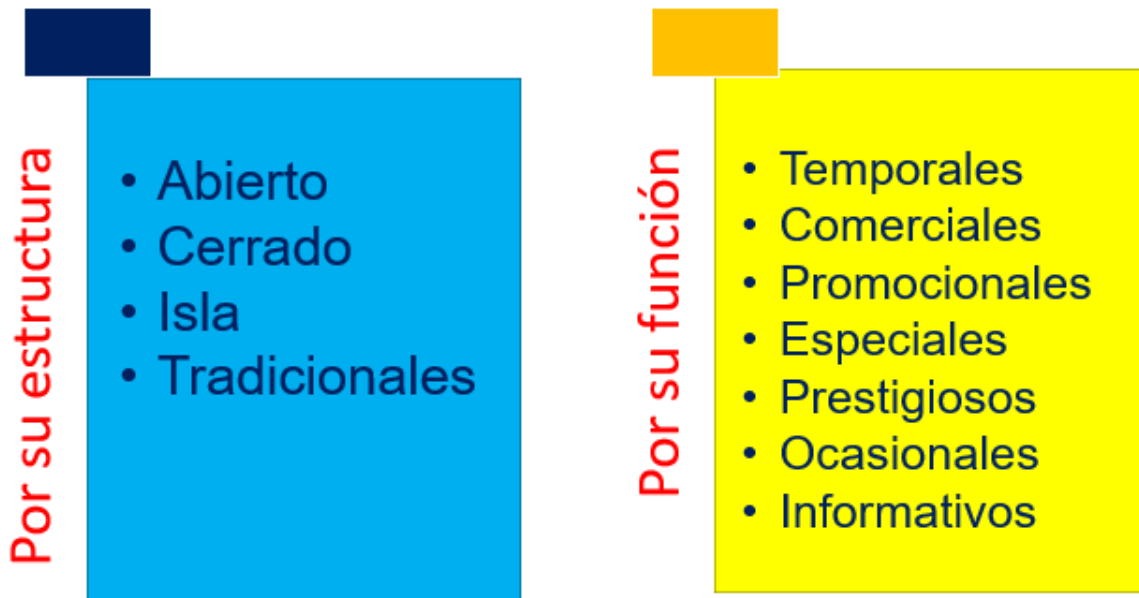 Por su estructura
• Abierto
• Cerrado
• Isla
• Tradicionales
Por su función
• Temporales
• Comerciales
• Promocionales
• Especiales
• Prestigiosos
• Ocasionales
• Informativos